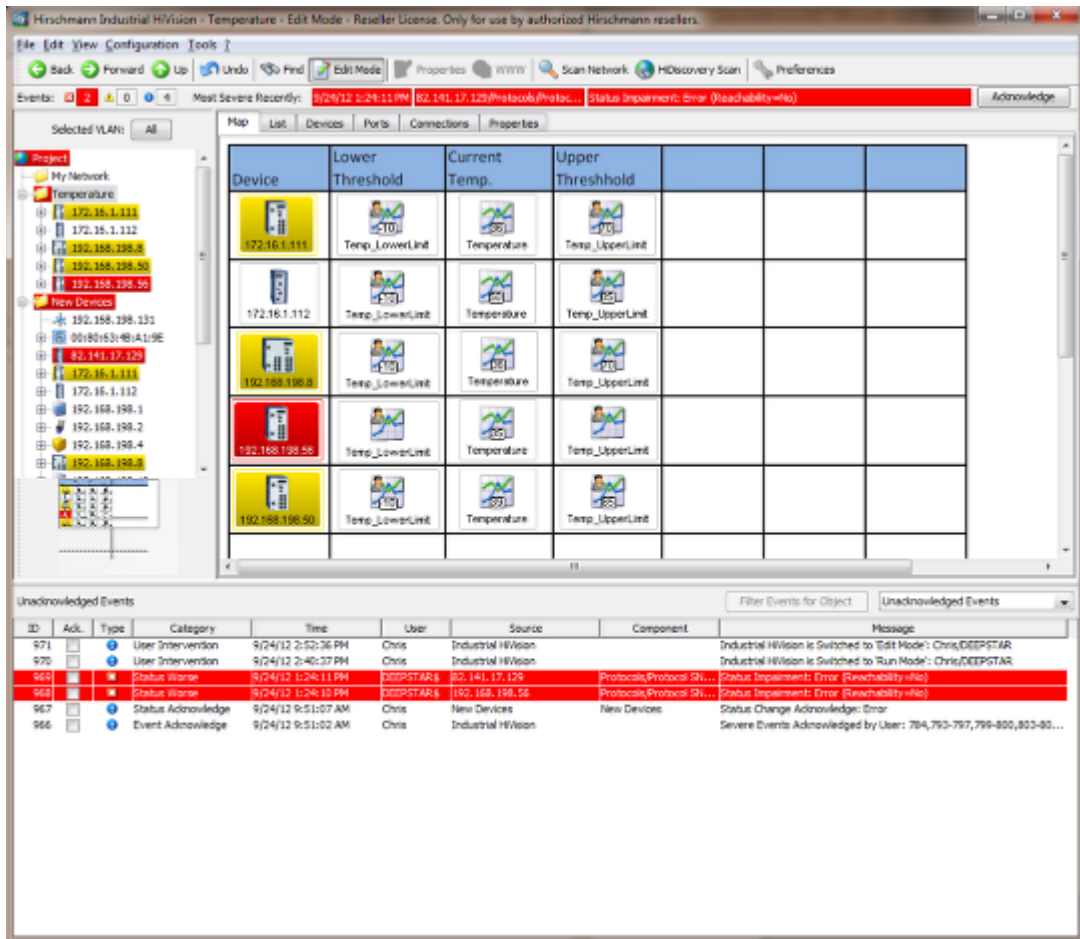 Hirschmann Industrial HiVision - Temperature - Edit Mode - Reseller License. Only for use by authorized Hirschmann resellers.
File Edit View Configuration Tools ?
Back Forward Up Undo Find Edit Mode Properties WWW Scan Network HiDiscovery Scan Preferences
Events: 2 0 4 Most Severe Recently: 9/24/12 1:24:11 PM 82.141.17.129/Protocols/Protoc... Status Impairment: Error (Reachability=No) Acknowledge
Selected VLAN: All
Map List Devices Ports Connections Properties
Project
My Network
Temperature
172.16.1.111
172.16.1.112
192.168.198.8
192.168.198.50
192.168.198.56
New Devices
192.168.198.131
00:80:63:4B:A1:9E
82.141.17.129
172.16.1.111
172.16.1.112
192.168.198.1
192.168.198.2
192.168.198.4
192.168.198.8
Device Lower Threshold Current Temp. Upper Threshhold
172.16.1.111 Temp_LowerLimit Temperature Temp_UpperLimit
172.16.1.112 Temp_LowerLimit Temperature Temp_UpperLimit
192.168.198.8 Temp_LowerLimit Temperature Temp_UpperLimit
192.168.198.56 Temp_LowerLimit Temperature Temp_UpperLimit
192.168.198.50 Temp_LowerLimit Temperature Temp_UpperLimit
Unacknowledged Events Filter Events for Object Unacknowledged Events
ID Ack. Type Category Time User Source Component Message
971 User Intervention 9/24/12 2:52:36 PM Chris Industrial HiVision Industrial HiVision is Switched to 'Edit Mode': Chris/DEEPSTAR
970 User Intervention 9/24/12 2:40:37 PM Chris Industrial HiVision Industrial HiVision is Switched to 'Run Mode': Chris/DEEPSTAR
969 Status Worse 9/24/12 1:24:11 PM DEEPSTAR$ 82.141.17.129 Protocols/Protocol SN... Status Impairment: Error (Reachability=No)
968 Status Worse 9/24/12 1:24:10 PM DEEPSTAR$ 192.168.198.56 Protocols/Protocol SN... Status Impairment: Error (Reachability=No)
967 Status Acknowledge 9/24/12 9:51:07 AM Chris New Devices New Devices Status Change Acknowledge: Error
966 Event Acknowledge 9/24/12 9:51:02 AM Chris Industrial HiVision Severe Events Acknowledged by User: 784,793-797,799-800,803-80...